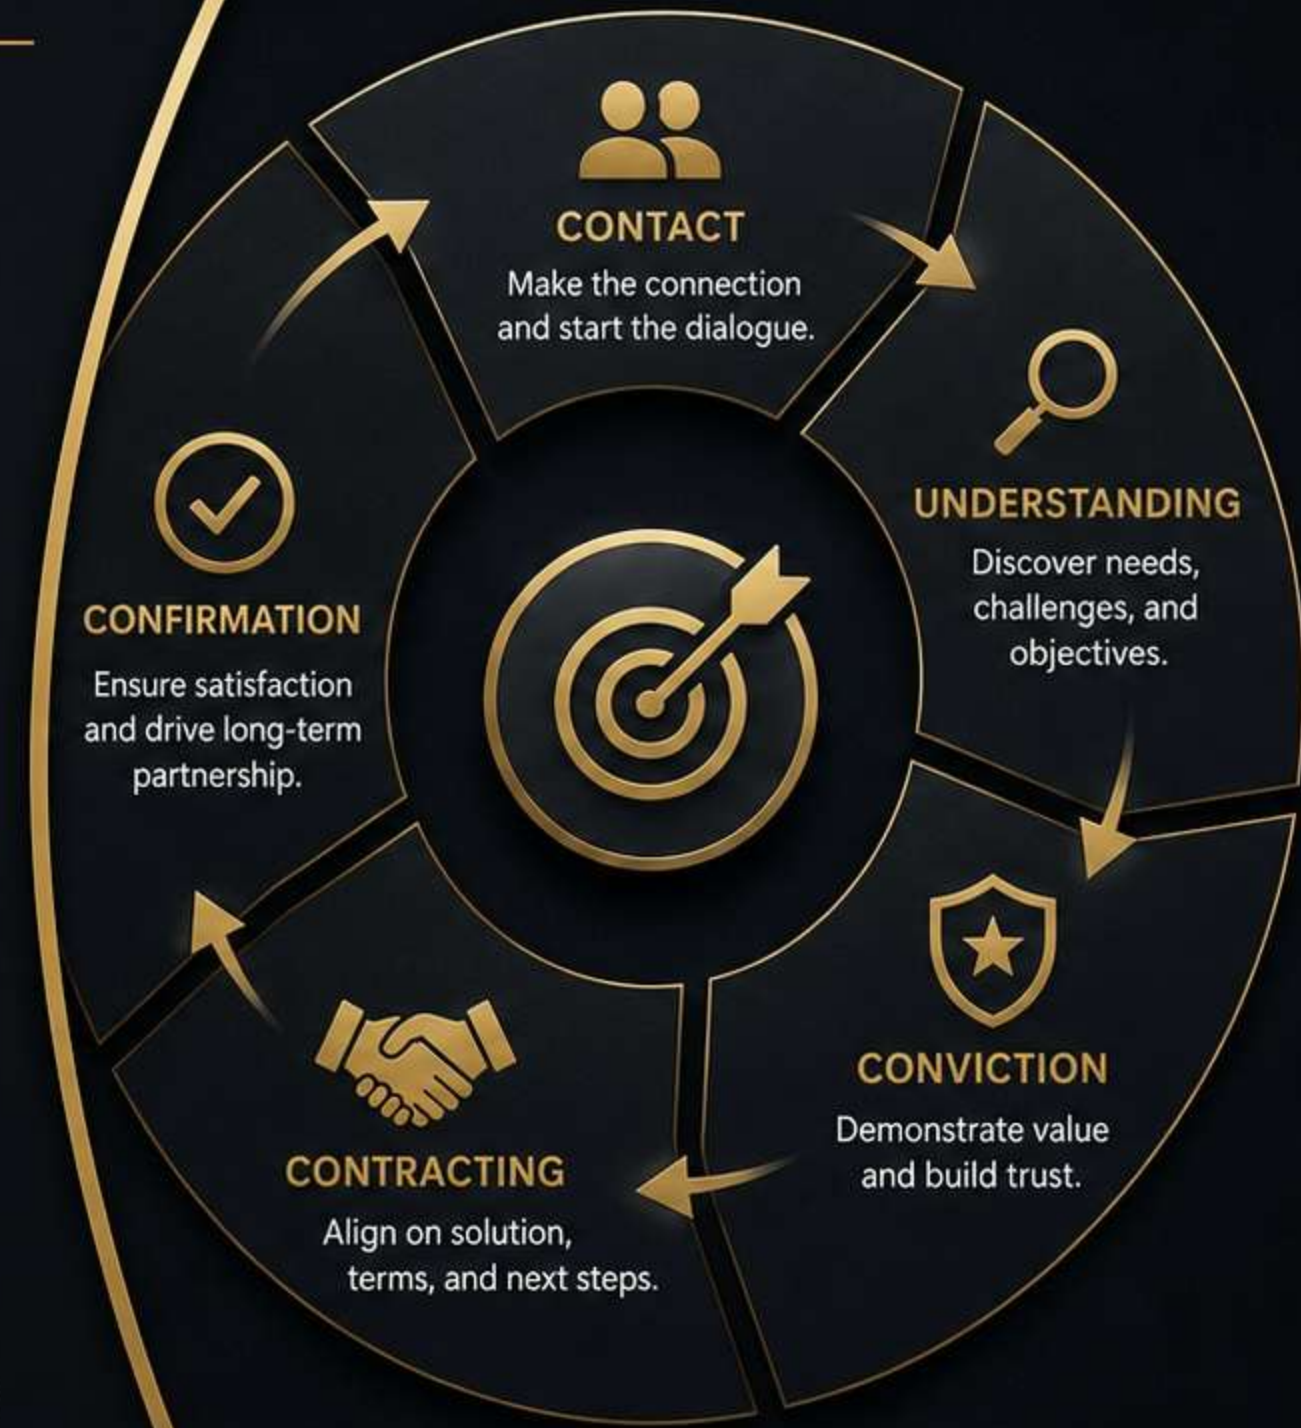 CONTACT
Make the connection
and start the dialogue.
UNDERSTANDING
Discover needs,
challenges, and
objectives.
CONVICTION
Demonstrate value
and build trust.
CONTRACTING
Align on solution,
terms, and next steps.
CONFIRMATION
Ensure satisfaction
and drive long-term
partnership.